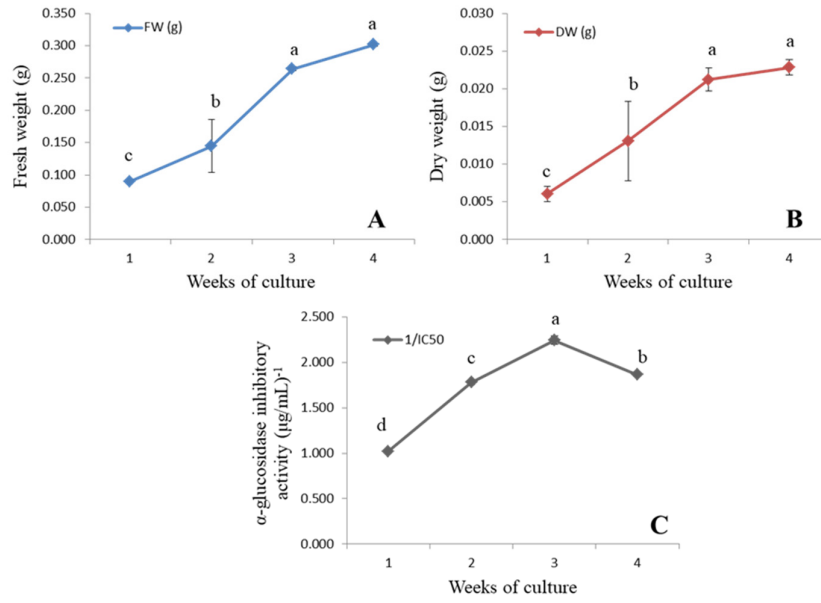 FW (g)
Fresh weight (g)
0.350
0.300
0.250
0.200
0.150
0.100
0.050
0.000
c
b
a
a
A
1 2 3 4
Weeks of culture
DW (g)
Dry weight (g)
0.030
0.025
0.020
0.015
0.010
0.005
0.000
c
b
a
a
B
1 2 3 4
Weeks of culture
1/IC50
α-glucosidase inhibitory
activity (μg/mL)-1
2.500
2.000
1.500
1.000
0.500
0.000
d
c
a
b
C
1 2 3 4
Weeks of culture